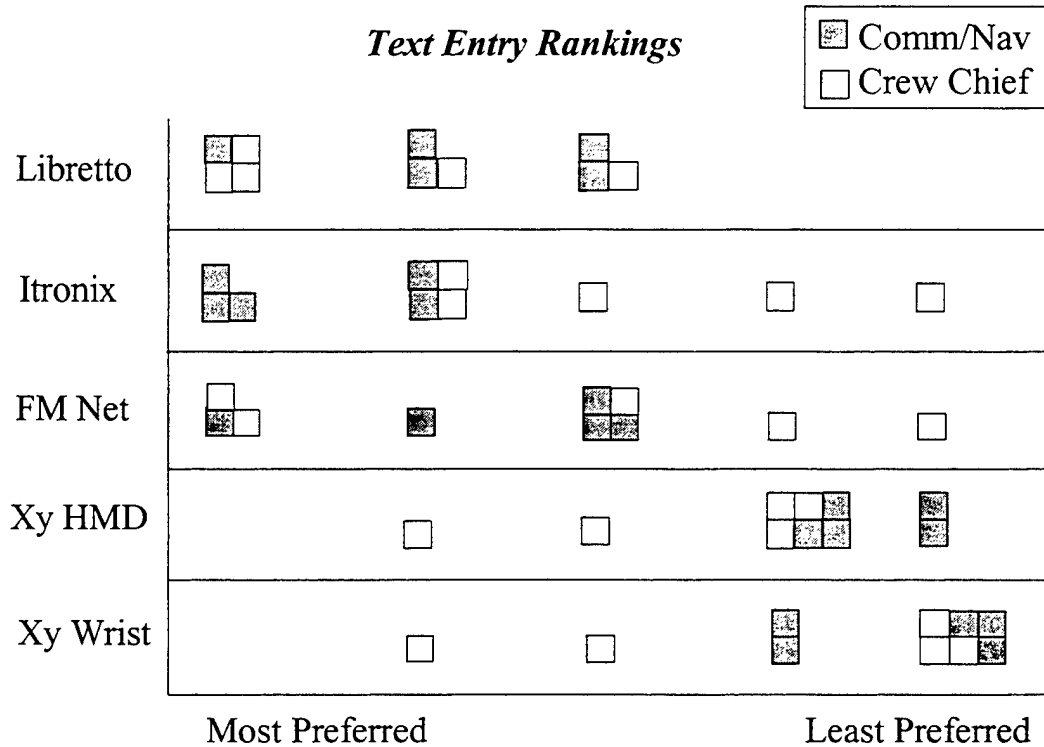 Text Entry Rankings
Comm/Nav
Crew Chief
Libretto
Itronix
FM Net
Xy HMD
Xy Wrist
Most Preferred
Least Preferred